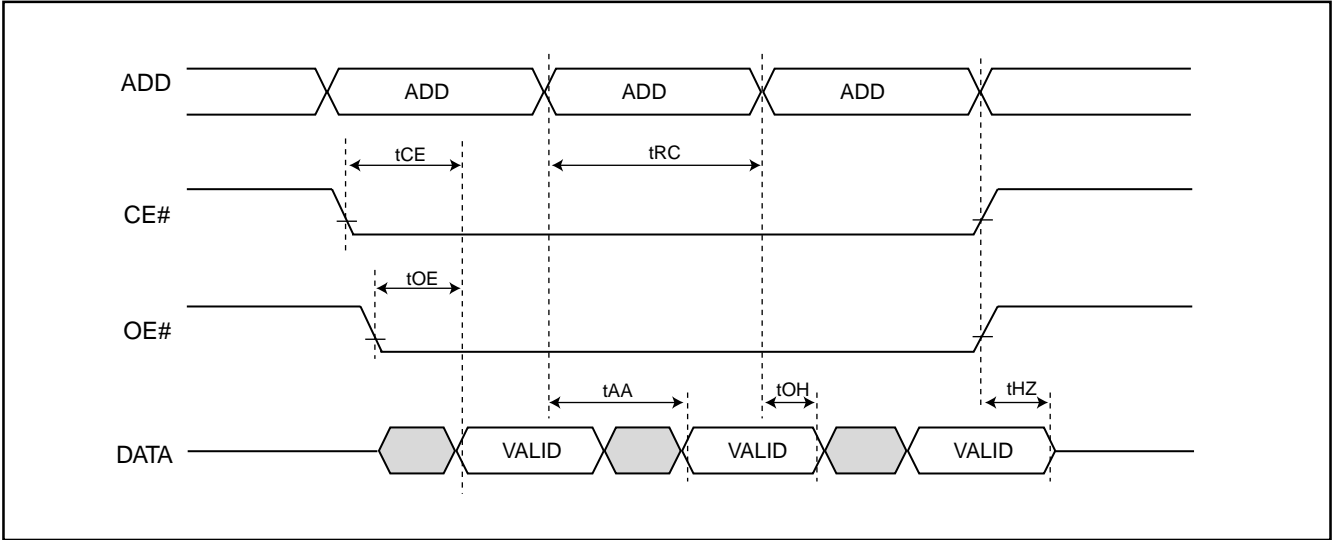 ADD ADD ADD ADD
tCE tRC
CE#
tOE
OE#
tAA tOH tHZ
DATA VALID VALID VALID